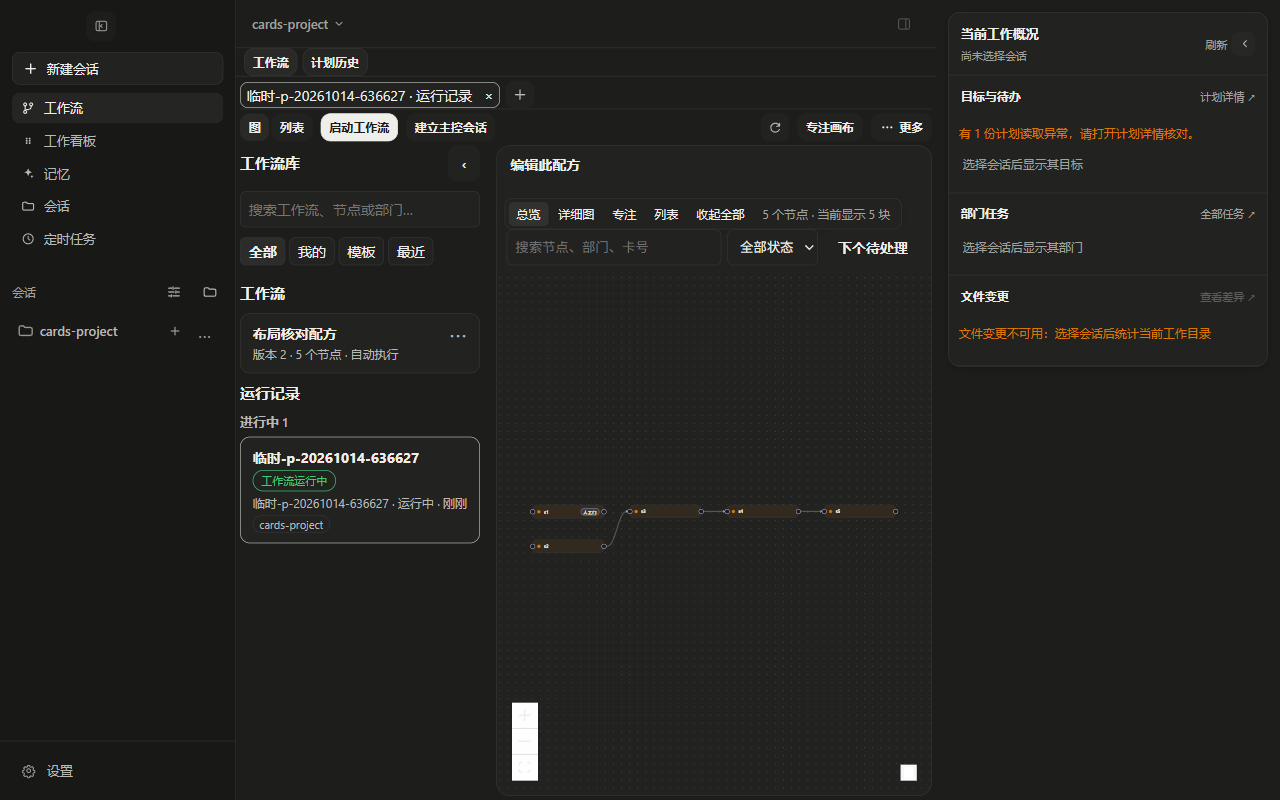 新建会话
工作流
工作看板
记忆
会话
定时任务
会话
cards-project
设置
cards-project
工作流 计划历史
临时-p-20261014-636627 · 运行记录 ×
图 列表 启动工作流 建立主控会话 专注画布 ··· 更多
工作流库
搜索工作流、节点或部门...
全部 我的 模板 最近
工作流
布局核对配方
版本 2 · 5 个节点 · 自动执行
运行记录
进行中 1
临时-p-20261014-636627
工作流运行中
临时-p-20261014-636627 · 运行中 · 刚刚
cards-project
编辑此配方
总览 详细图 专注 列表 收起全部 5 个节点 · 当前显示 5 块
搜索节点、部门、卡号 全部状态 下个待处理
s1 s3 s4 s5
s2
当前工作概况
尚未选择会话
刷新
目标与待办 计划详情 ↗
有 1 份计划读取异常，请打开计划详情核对。
选择会话后显示其目标
部门任务 全部任务 ↗
选择会话后显示其部门
文件变更 查看差异 ↗
文件变更不可用：选择会话后统计当前工作目录